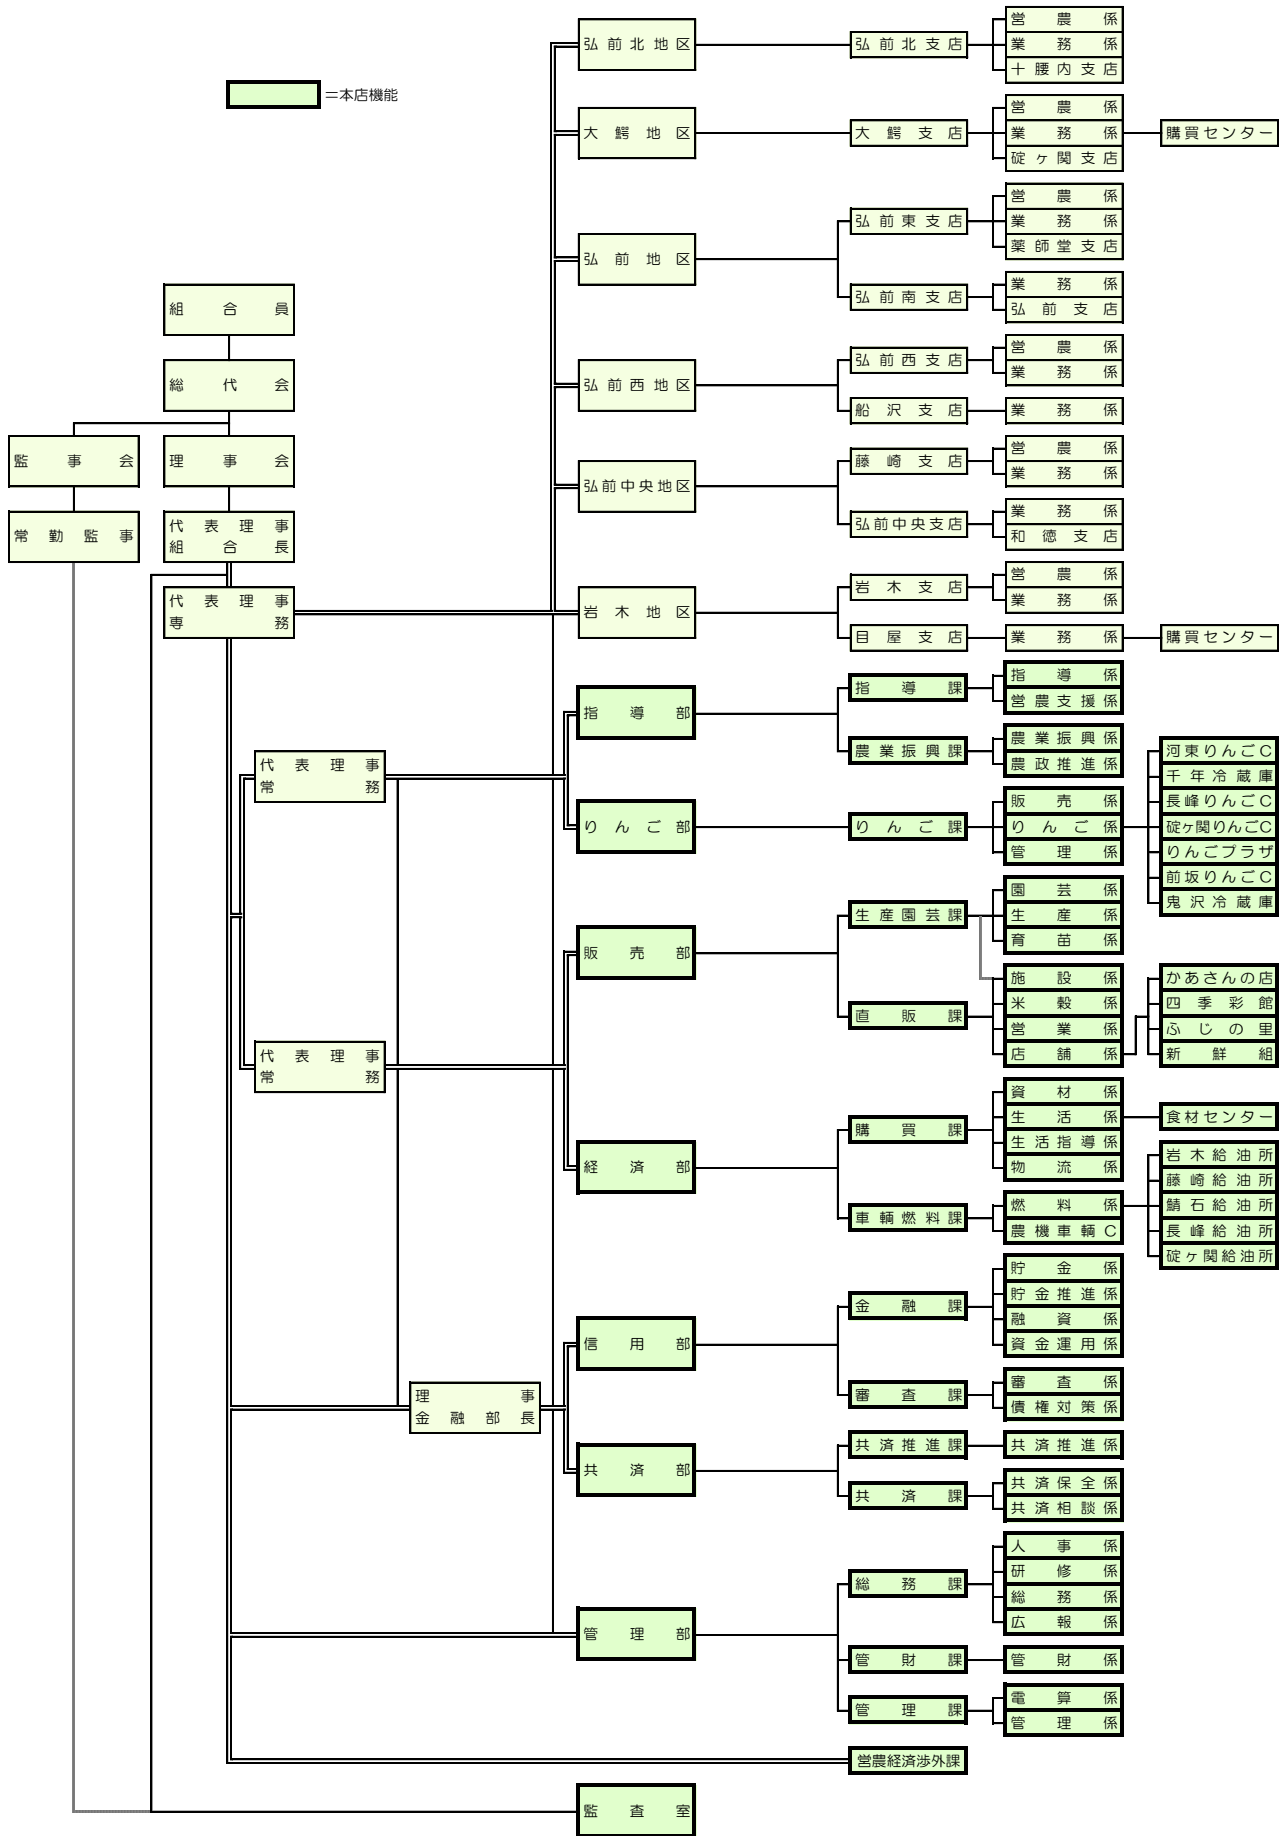 ＝本店機能
組合員
総代会
監事会
理事会
常勤監事
代表理事
組合長
代表理事
専務
代表理事
常務
代表理事
常務
理事
金融部長
弘前北地区
弘前北支店
営農係
業務係
十腰内支店
大鰐地区
大鰐支店
営農係
業務係
碇ヶ関支店
購買センター
弘前地区
弘前東支店
営農係
業務係
薬師堂支店
弘前南支店
業務係
弘前支店
弘前西地区
弘前西支店
営農係
業務係
船沢支店
業務係
弘前中央地区
藤崎支店
営農係
業務係
弘前中央支店
業務係
和徳支店
岩木地区
岩木支店
営農係
業務係
目屋支店
業務係
購買センター
指導部
指導課
指導係
営農支援係
農業振興課
農業振興係
農政推進係
りんご部
りんご課
販売係
りんご係
管理係
河東りんごC
千年冷蔵庫
長峰りんごC
碇ヶ関りんごC
りんごプラザ
前坂りんごC
鬼沢冷蔵庫
販売部
生産園芸課
園芸係
生産係
育苗係
直販課
施設係
米穀係
営業係
店舗係
かあさんの店
四季彩館
ふじの里
新鮮組
経済部
購買課
資材係
生活係
生活指導係
物流係
食材センター
車輌燃料課
燃料係
農機車輌C
岩木給油所
藤崎給油所
鯖石給油所
長峰給油所
碇ヶ関給油所
信用部
金融課
貯金係
貯金推進係
融資係
資金運用係
審査課
審査係
債権対策係
共済部
共済推進課
共済推進係
共済課
共済保全係
共済相談係
管理部
総務課
人事係
研修係
総務係
広報係
管財課
管財係
管理課
電算係
管理係
営農経済渉外課
監査室